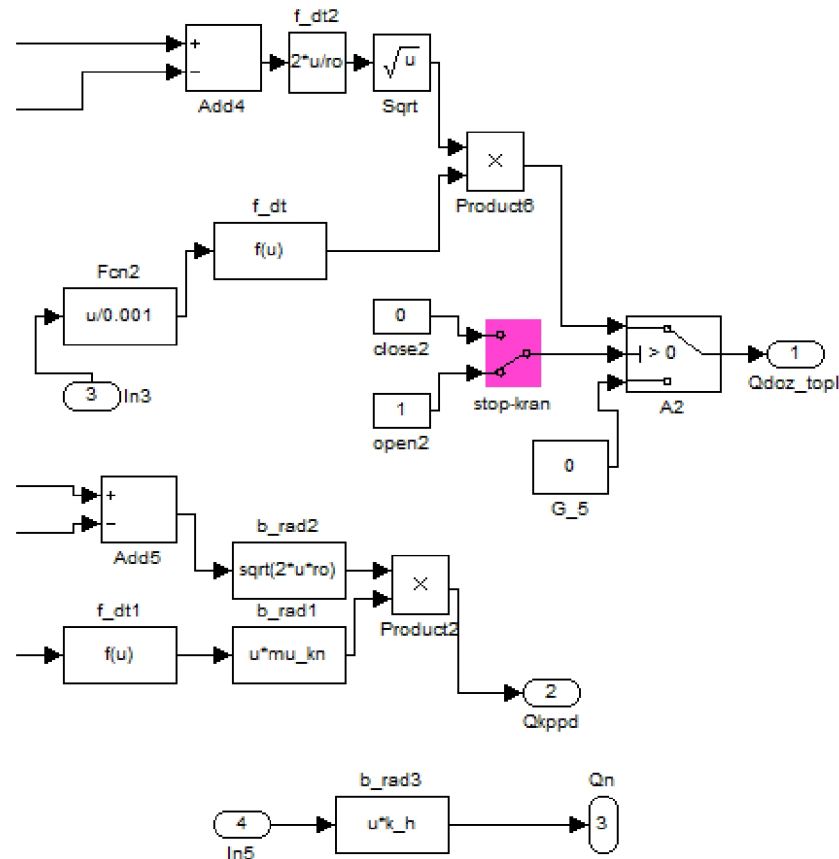 f_dt2
+
−
2*u/ro
√u
Add4
Sqrt
×
Product6
f_dt
f(u)
Fcn2
u/0.001
3
In3
0
close2
1
open2
stop-kran
> 0
A2
1
Qdoz_topl
0
G_5
+
−
Add5
b_rad2
sqrt(2*u*ro)
×
Product2
f_dt1
f(u)
b_rad1
u*mu_kn
2
Qkppd
b_rad3
Qn
4
In5
u*k_h
3